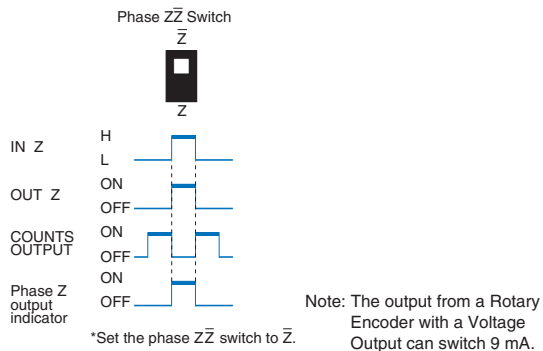 Phase ZZ̅ Switch
Z̅
Z
IN Z
H
L
OUT Z
ON
OFF
COUNTS
OUTPUT
ON
OFF
Phase Z
output
indicator
ON
OFF
*Set the phase ZZ̅ switch to Z̅.
Note: The output from a Rotary
Encoder with a Voltage
Output can switch 9 mA.